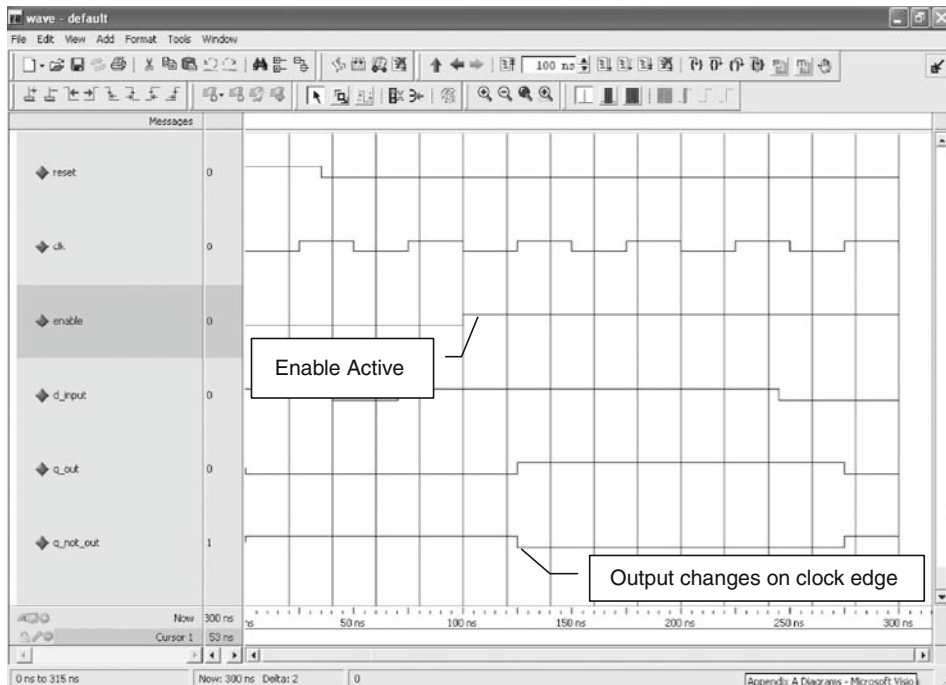 wave - default
File Edit View Add Format Tools Window
100 ns
Messages
reset 0
clk 0
enable 0
Enable Active
d_input 0
q_out 0
q_not_out 1
Output changes on clock edge
Now 300 ns
50 ns 100 ns 150 ns 200 ns 250 ns 300 ns
Cursor 1 53 ns
0 ns to 315 ns Now: 300 ns Delta: 2 0
Appendix A Diagrams - Microsoft Visio